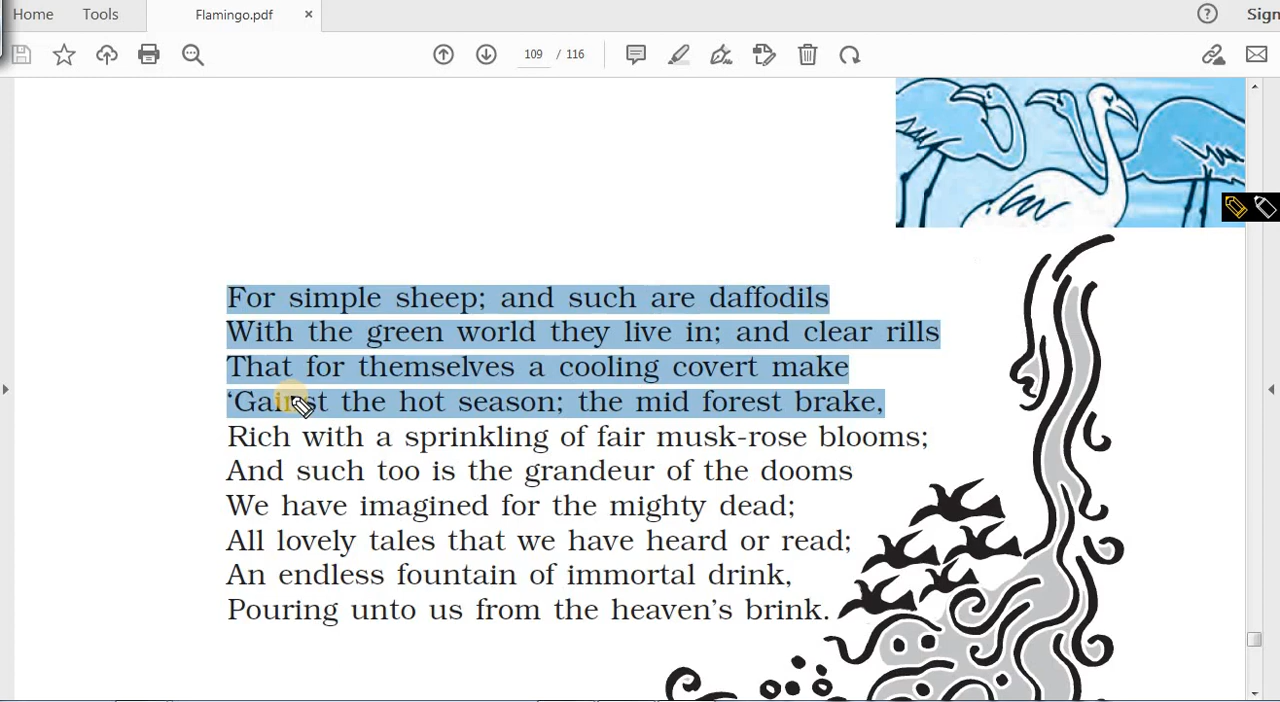 Home Tools Flamingo.pdf × Sign
109 / 116
For simple sheep; and such are daffodils
With the green world they live in; and clear rills
That for themselves a cooling covert make
‘Gainst the hot season; the mid forest brake,
Rich with a sprinkling of fair musk-rose blooms;
And such too is the grandeur of the dooms
We have imagined for the mighty dead;
All lovely tales that we have heard or read;
An endless fountain of immortal drink,
Pouring unto us from the heaven’s brink.